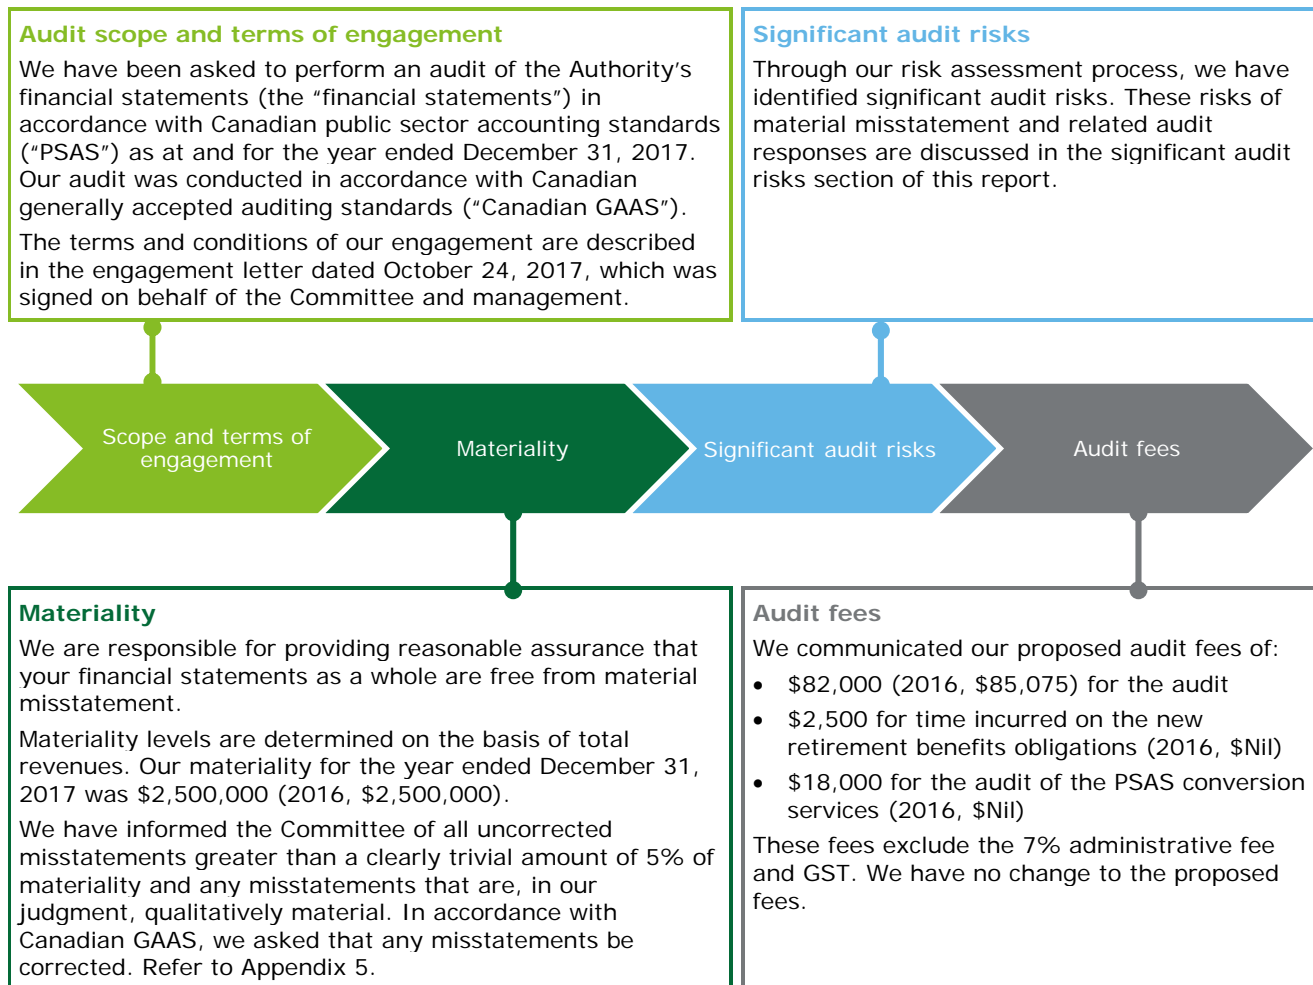 Audit scope and terms of engagement
We have been asked to perform an audit of the Authority's
financial statements (the "financial statements") in
accordance with Canadian public sector accounting standards
("PSAS") as at and for the year ended December 31, 2017.
Our audit was conducted in accordance with Canadian
generally accepted auditing standards ("Canadian GAAS").
The terms and conditions of our engagement are described
in the engagement letter dated October 24, 2017, which was
signed on behalf of the Committee and management.
Significant audit risks
Through our risk assessment process, we have
identified significant audit risks. These risks of
material misstatement and related audit
responses are discussed in the significant audit
risks section of this report.
Scope and terms of
engagement
Materiality
Significant audit risks
Audit fees
Materiality
We are responsible for providing reasonable assurance that
your financial statements as a whole are free from material
misstatement.
Materiality levels are determined on the basis of total
revenues. Our materiality for the year ended December 31,
2017 was $2,500,000 (2016, $2,500,000).
We have informed the Committee of all uncorrected
misstatements greater than a clearly trivial amount of 5% of
materiality and any misstatements that are, in our
judgment, qualitatively material. In accordance with
Canadian GAAS, we asked that any misstatements be
corrected. Refer to Appendix 5.
Audit fees
We communicated our proposed audit fees of:
• $82,000 (2016, $85,075) for the audit
• $2,500 for time incurred on the new
retirement benefits obligations (2016, $Nil)
• $18,000 for the audit of the PSAS conversion
services (2016, $Nil)
These fees exclude the 7% administrative fee
and GST. We have no change to the proposed
fees.